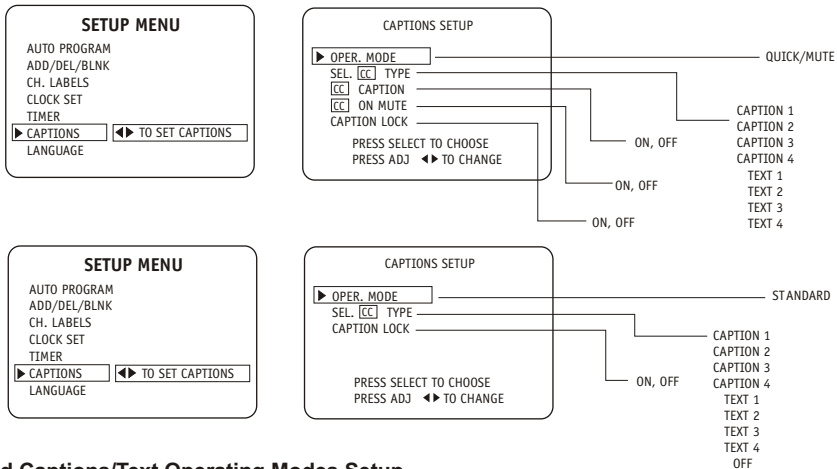 SETUP MENU
AUTO PROGRAM
ADD/DEL/BLNK
CH. LABELS
CLOCK SET
TIMER
CAPTIONS
TO SET CAPTIONS
LANGUAGE
CAPTIONS SETUP
OPER. MODE
SEL. CC TYPE
CC CAPTION
CC ON MUTE
CAPTION LOCK
PRESS SELECT TO CHOOSE
PRESS ADJ ◀▶ TO CHANGE
QUICK/MUTE
CAPTION 1
CAPTION 2
CAPTION 3
CAPTION 4
TEXT 1
TEXT 2
TEXT 3
TEXT 4
ON, OFF
ON, OFF
ON, OFF
SETUP MENU
AUTO PROGRAM
ADD/DEL/BLNK
CH. LABELS
CLOCK SET
TIMER
CAPTIONS
TO SET CAPTIONS
LANGUAGE
CAPTIONS SETUP
OPER. MODE
SEL. CC TYPE
CAPTION LOCK
PRESS SELECT TO CHOOSE
PRESS ADJ ◀▶ TO CHANGE
STANDARD
CAPTION 1
CAPTION 2
CAPTION 3
CAPTION 4
TEXT 1
TEXT 2
TEXT 3
TEXT 4
OFF
ON, OFF
d Captions/Text Operating Modes Setup